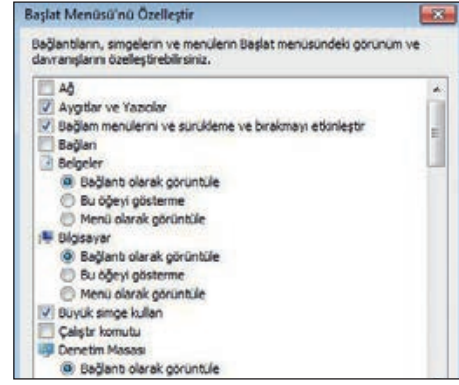 Başlat Menüsü'nü Özelleştir
Bağlantıların, simgelerin ve menülerin Başlat menüsündeki görünüm ve
davranışlarını özelleştirebilirsiniz.
Ağ
Aygıtlar ve Yazıcılar
Bağlam menülerini ve sürükleme ve bırakmayı etkinleştir
Bağlan
Belgeler
Bağlantı olarak görüntüle
Bu öğeyi gösterme
Menü olarak görüntüle
Bilgisayar
Bağlantı olarak görüntüle
Bu öğeyi gösterme
Menü olarak görüntüle
Büyük simge kullan
Çalıştır komutu
Denetim Masası
Bağlantı olarak görüntüle